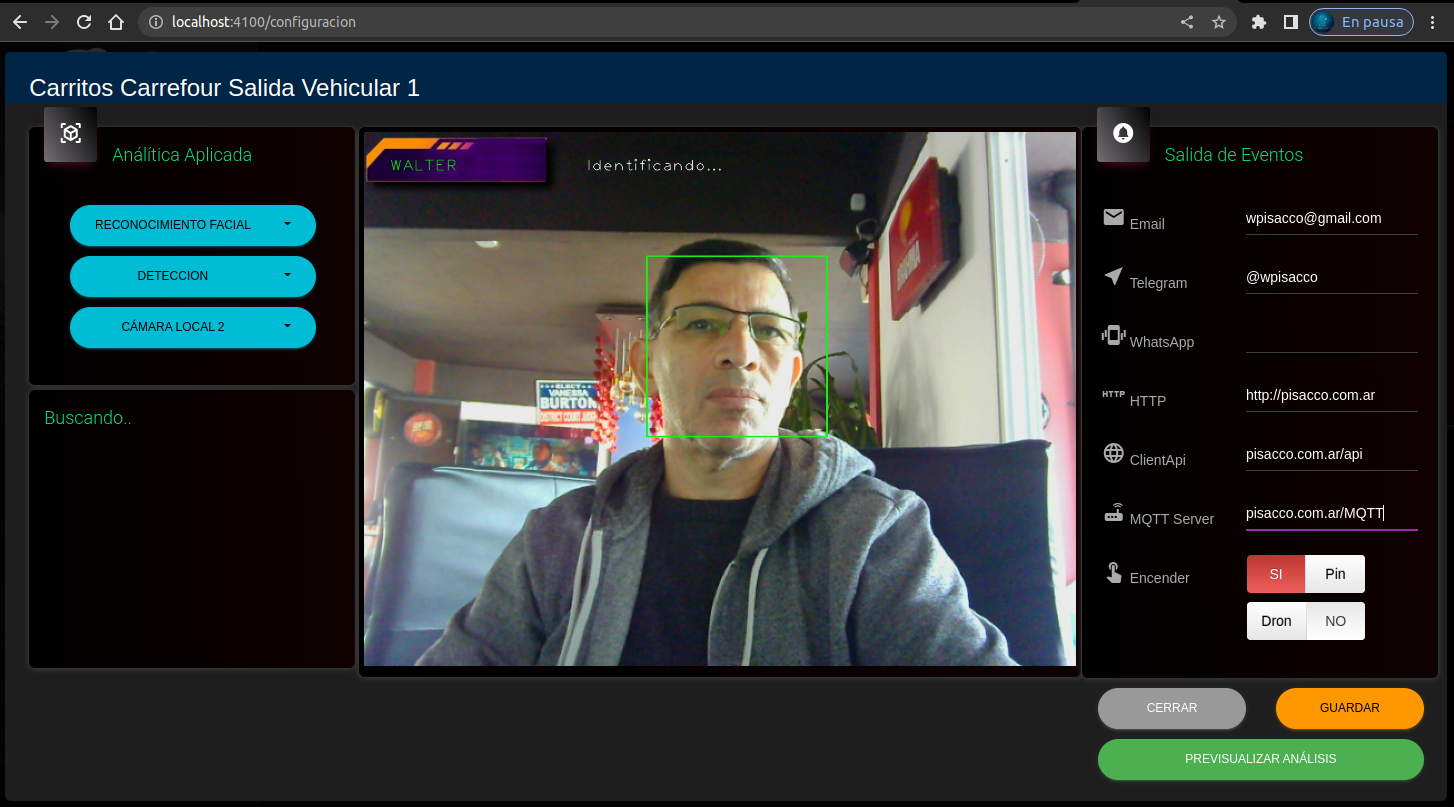 localhost:4100/configuracion
En pausa
Carritos Carrefour Salida Vehicular 1
Análítica Aplicada
RECONOCIMIENTO FACIAL
DETECCION
CÁMARA LOCAL 2
Buscando..
WALTER
Identificando...
BRAHMA
ELECT
VANESSA
BURTON
Salida de Eventos
Email
wpisacco@gmail.com
Telegram
@wpisacco
WhatsApp
HTTP HTTP
http://pisacco.com.ar
ClientApi
pisacco.com.ar/api
MQTT Server
pisacco.com.ar/MQTT
Encender
SI Pin
Dron NO
CERRAR
GUARDAR
PREVISUALIZAR ANÁLISIS